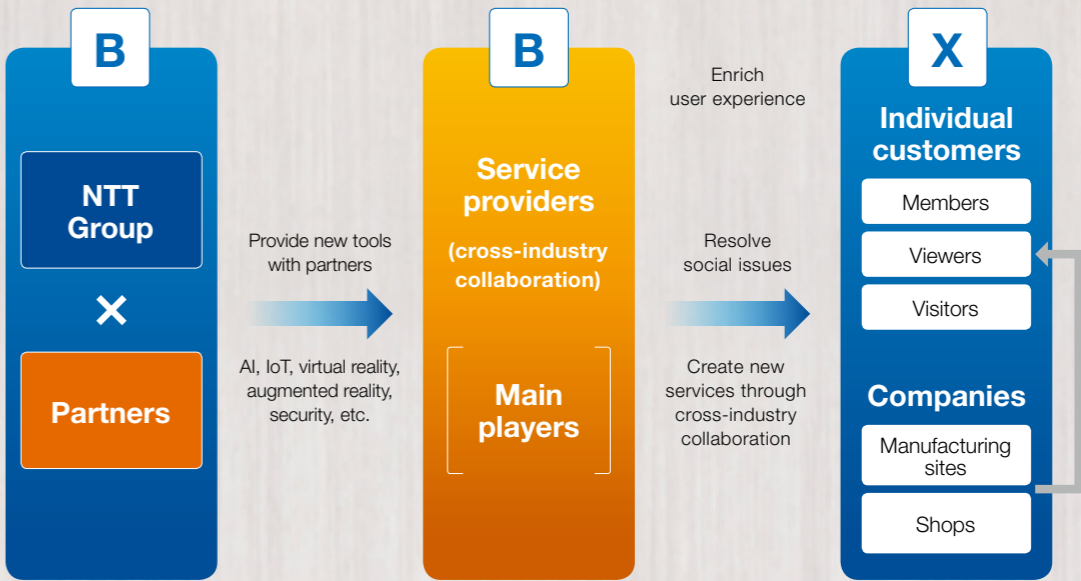 B
NTT
Group
×
Partners
Provide new tools
with partners
AI, IoT, virtual reality,
augmented reality,
security, etc.
B
Service
providers
(cross-industry
collaboration)
Main
players
Enrich
user experience
Resolve
social issues
Create new
services through
cross-industry
collaboration
X
Individual
customers
Members
Viewers
Visitors
Companies
Manufacturing
sites
Shops